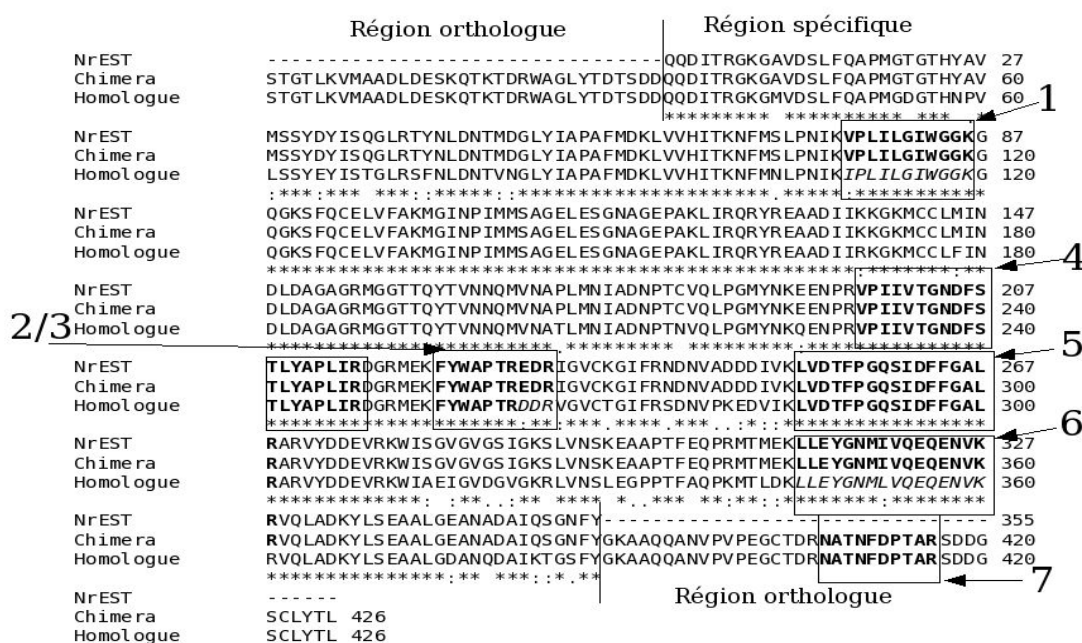 Région orthologue Région spécifique
NrEST ---------------------------------QQDITRGKGAVDSLFQAPMGTGTHYAV 27
Chimera STGTLKVMAADLDESKQTKTDRWAGLYTDTSDDQQDITRGKGAVDSLFQAPMGTGTHYAV 60
Homologue STGTLKVMAADLDESKQTKTDRWAGLYTDTSDDQQDITRGKGMVDSLFQAPMGDGTHNPV 60
********* ********** *** .*
1
NrEST MSSYDYISQGLRTYNLDNTMDGLYIAPAFMDKLVVHITKNFMSLPNIKVPLILGIWGGKG 87
Chimera MSSYDYISQGLRTYNLDNTMDGLYIAPAFMDKLVVHITKNFMSLPNIKVPLILGIWGGKG 120
Homologue LSSYEYISTGLRSFNLDNTVNGLYIAPAFMDKLVVHITKNFMNLPNIKIPLILGIWGGKG 120
:***:*** ***::*****::*********************.*****:***********
NrEST QGKSFQCELVFAKMGINPIMMSAGELESGNAGEPAKLIRQRYREAADIIKKGKMCCLMIN 147
Chimera QGKSFQCELVFAKMGINPIMMSAGELESGNAGEPAKLIRQRYREAADIIKKGKMCCLMIN 180
Homologue QGKSFQCELVFAKMGINPIMMSAGELESGNAGEPAKLIRQRYREAADIIRKGKMCCLFIN 180
*************************************************:*******:**
4
NrEST DLDAGAGRMGGTTQYTVNNQMVNAPLMNIADNPTCVQLPGMYNKEENPRVPIIVTGNDFS 207
Chimera DLDAGAGRMGGTTQYTVNNQMVNAPLMNIADNPTCVQLPGMYNKEENPRVPIIVTGNDFS 240
Homologue DLDAGAGRMGGTTQYTVNNQMVNATLMNIADNPTNVQLPGMYNKQENPRVPIIVTGNDFS 240
************************.********* *********:***************
2/3
5
NrEST TLYAPLIRDGRMEKFYWAPTREDRIGVCKGIFRNDNVADDDIVKLVDTFPGQSIDFFGAL 267
Chimera TLYAPLIRDGRMEKFYWAPTREDRIGVCKGIFRNDNVADDDIVKLVDTFPGQSIDFFGAL 300
Homologue TLYAPLIRDGRMEKFYWAPTRDDRVGVCTGIFRSDNVPKEDVIKLVDTFPGQSIDFFGAL 300
*********************:**:***.****.***..:*::*****************
6
NrEST RARVYDDEVRKWISGVGVGSIGKSLVNSKEAAPTFEQPRMTMEKLLEYGNMIVQEQENVK 327
Chimera RARVYDDEVRKWISGVGVGSIGKSLVNSKEAAPTFEQPRMTMEKLLEYGNMIVQEQENVK 360
Homologue RARVYDDEVRKWIAEIGVDGVGKRLVNSLEGPPTFAQPKMTLDKLLEYGNMLVQEQENVK 360
*************: :**..:** **** *..*** **:**::********:********
NrEST RVQLADKYLSEAALGEANADAIQSGNFY-------------------------------- 355
Chimera RVQLADKYLSEAALGEANADAIQSGNFYGKAAQQANVPVPEGCTDRNATNFDPTARSDDG 420
Homologue RVQLADKYLSEAALGDANQDAIKTGSFYGKAAQQANVPVPEGCTDRNATNFDPTARSDDG 420
***************:** ***::*.**
7
Région orthologue
NrEST ------
Chimera SCLYTL 426
Homologue SCLYTL 426